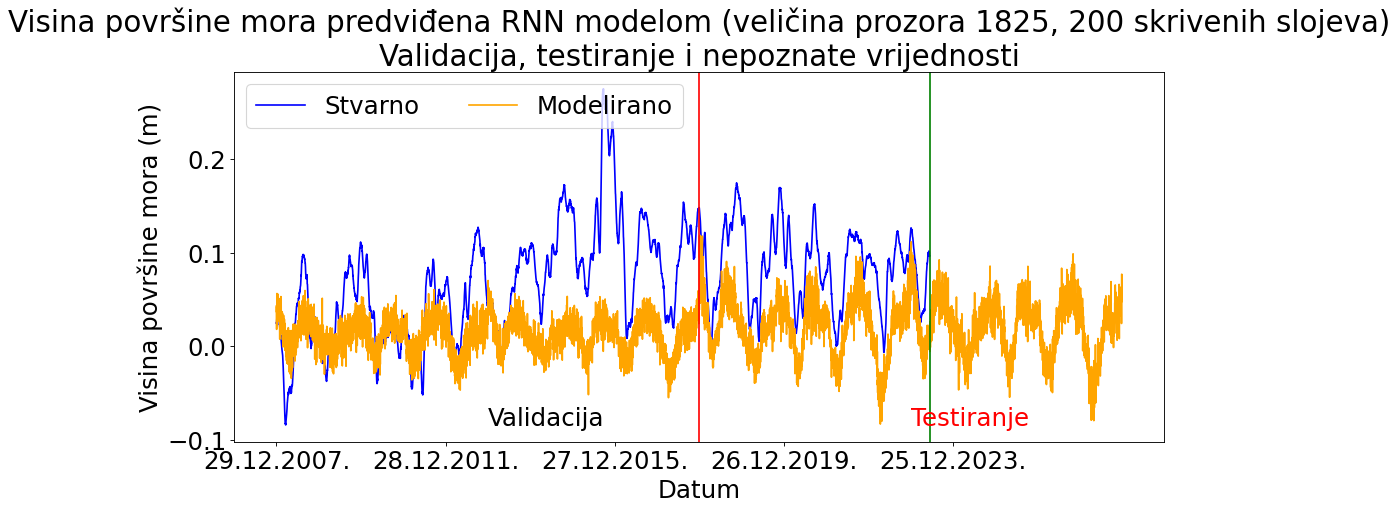 Visina površine mora predviđena RNN modelom (veličina prozora 1825, 200 skrivenih slojeva)
Validacija, testiranje i nepoznate vrijednosti
Stvarno Modelirano
Visina površine mora (m)
0.2
0.1
0.0
−0.1
Validacija
Testiranje
29.12.2007. 28.12.2011. 27.12.2015. 26.12.2019. 25.12.2023.
Datum